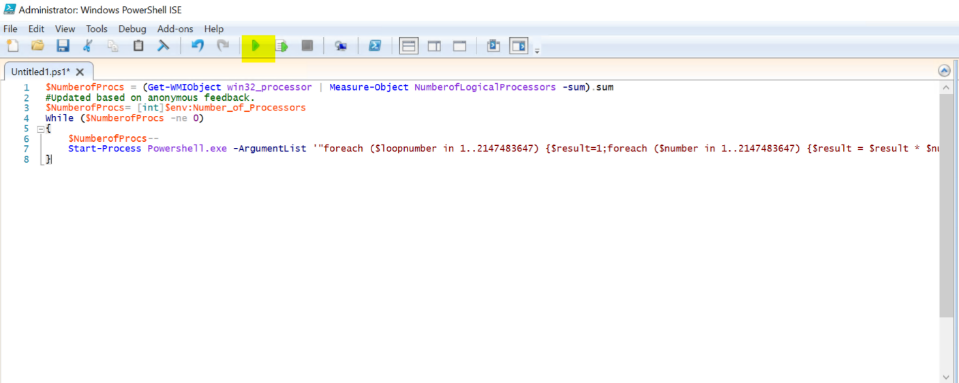 Administrator: Windows PowerShell ISE
File Edit View Tools Debug Add-ons Help
Untitled1.ps1* X
1 $NumberofProcs = (Get-WMIObject win32_processor | Measure-Object NumberofLogicalProcessors -sum).sum
2 #Updated based on anonymous feedback.
3 $NumberofProcs= [int]$env:Number_of_Processors
4 While ($NumberofProcs -ne 0)
5 {
6 $NumberofProcs--
7 Start-Process Powershell.exe -ArgumentList '"foreach ($loopnumber in 1..2147483647) {$result=1;foreach ($number in 1..2147483647) {$result = $result * $nu
8 }